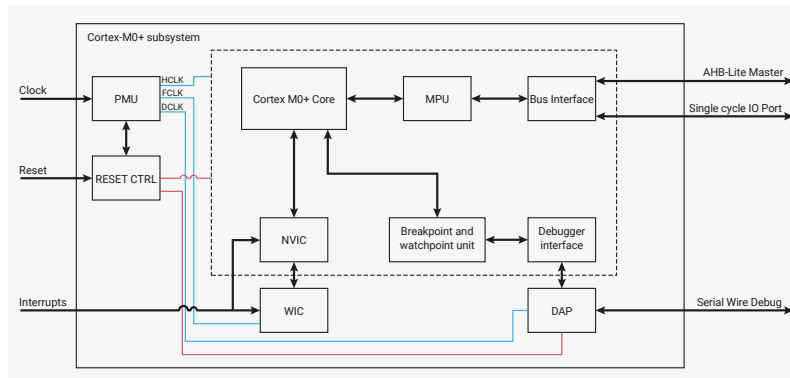 Cortex-M0+ subsystem
Clock
PMU
HCLK
FCLK
DCLK
Cortex M0+ Core
MPU
Bus Interface
AHB-Lite Master
Single cycle IO Port
Reset
RESET CTRL
NVIC
Breakpoint and
watchpoint unit
Debugger
interface
Interrupts
WIC
DAP
Serial Wire Debug